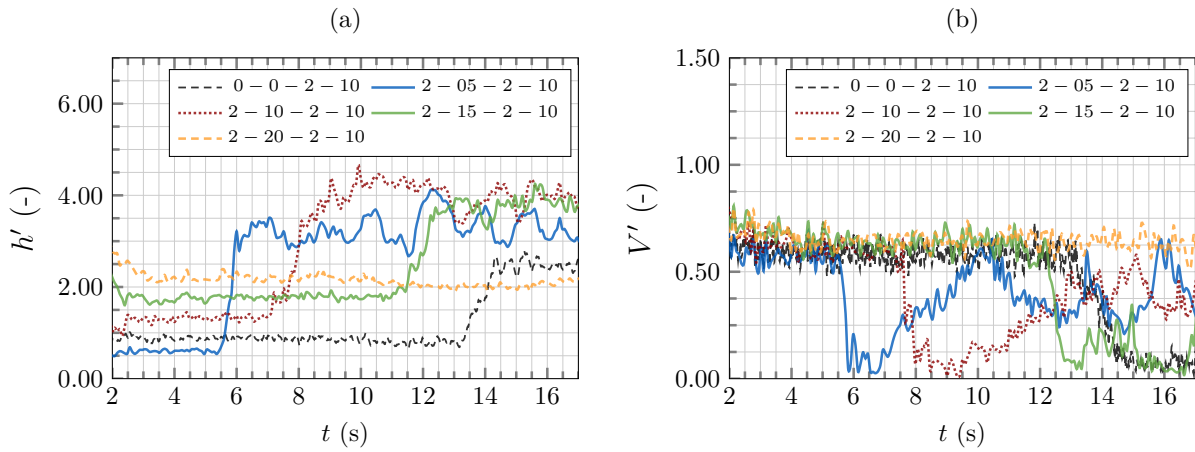 (a)
0 − 0 − 2 − 10
2 − 05 − 2 − 10
2 − 10 − 2 − 10
2 − 15 − 2 − 10
2 − 20 − 2 − 10
6.00
4.00
2.00
0.00
h′ (-)
2 4 6 8 10 12 14 16
t (s)
(b)
0 − 0 − 2 − 10
2 − 05 − 2 − 10
2 − 10 − 2 − 10
2 − 15 − 2 − 10
2 − 20 − 2 − 10
1.50
1.00
0.50
0.00
V′ (-)
2 4 6 8 10 12 14 16
t (s)